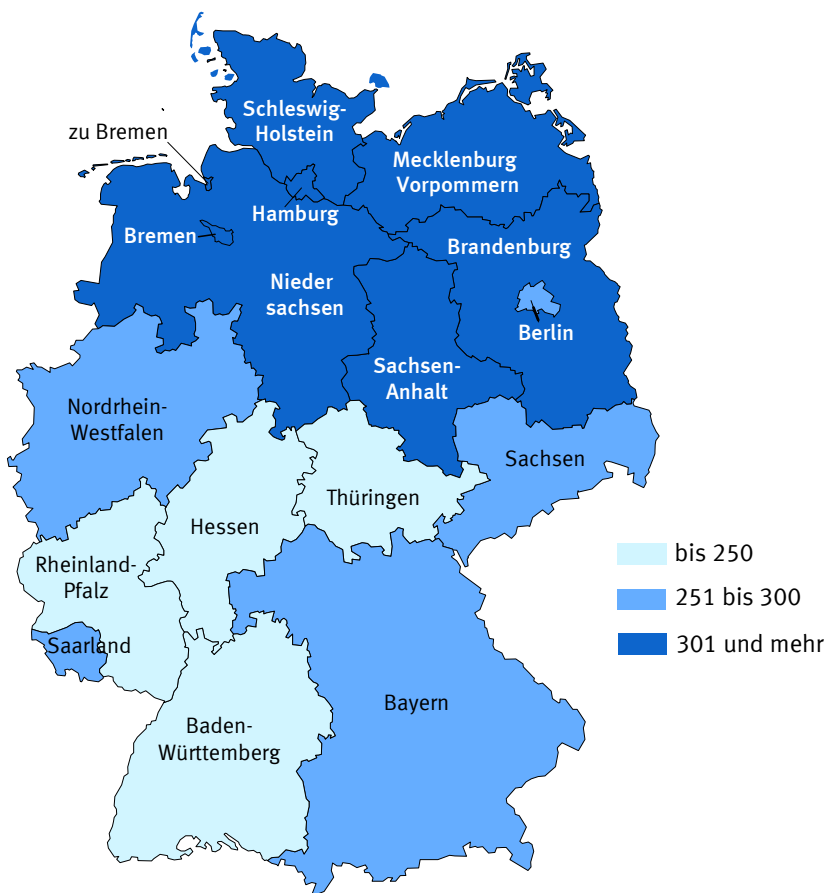 Schleswig-
Holstein
zu Bremen
Mecklenburg
Vorpommern
Hamburg
Bremen
Brandenburg
Nieder
sachsen
Berlin
Sachsen-
Anhalt
Nordrhein-
Westfalen
Sachsen
Thüringen
Hessen
Rheinland-
Pfalz
Saarland
Bayern
Baden-
Württemberg
bis 250
251 bis 300
301 und mehr